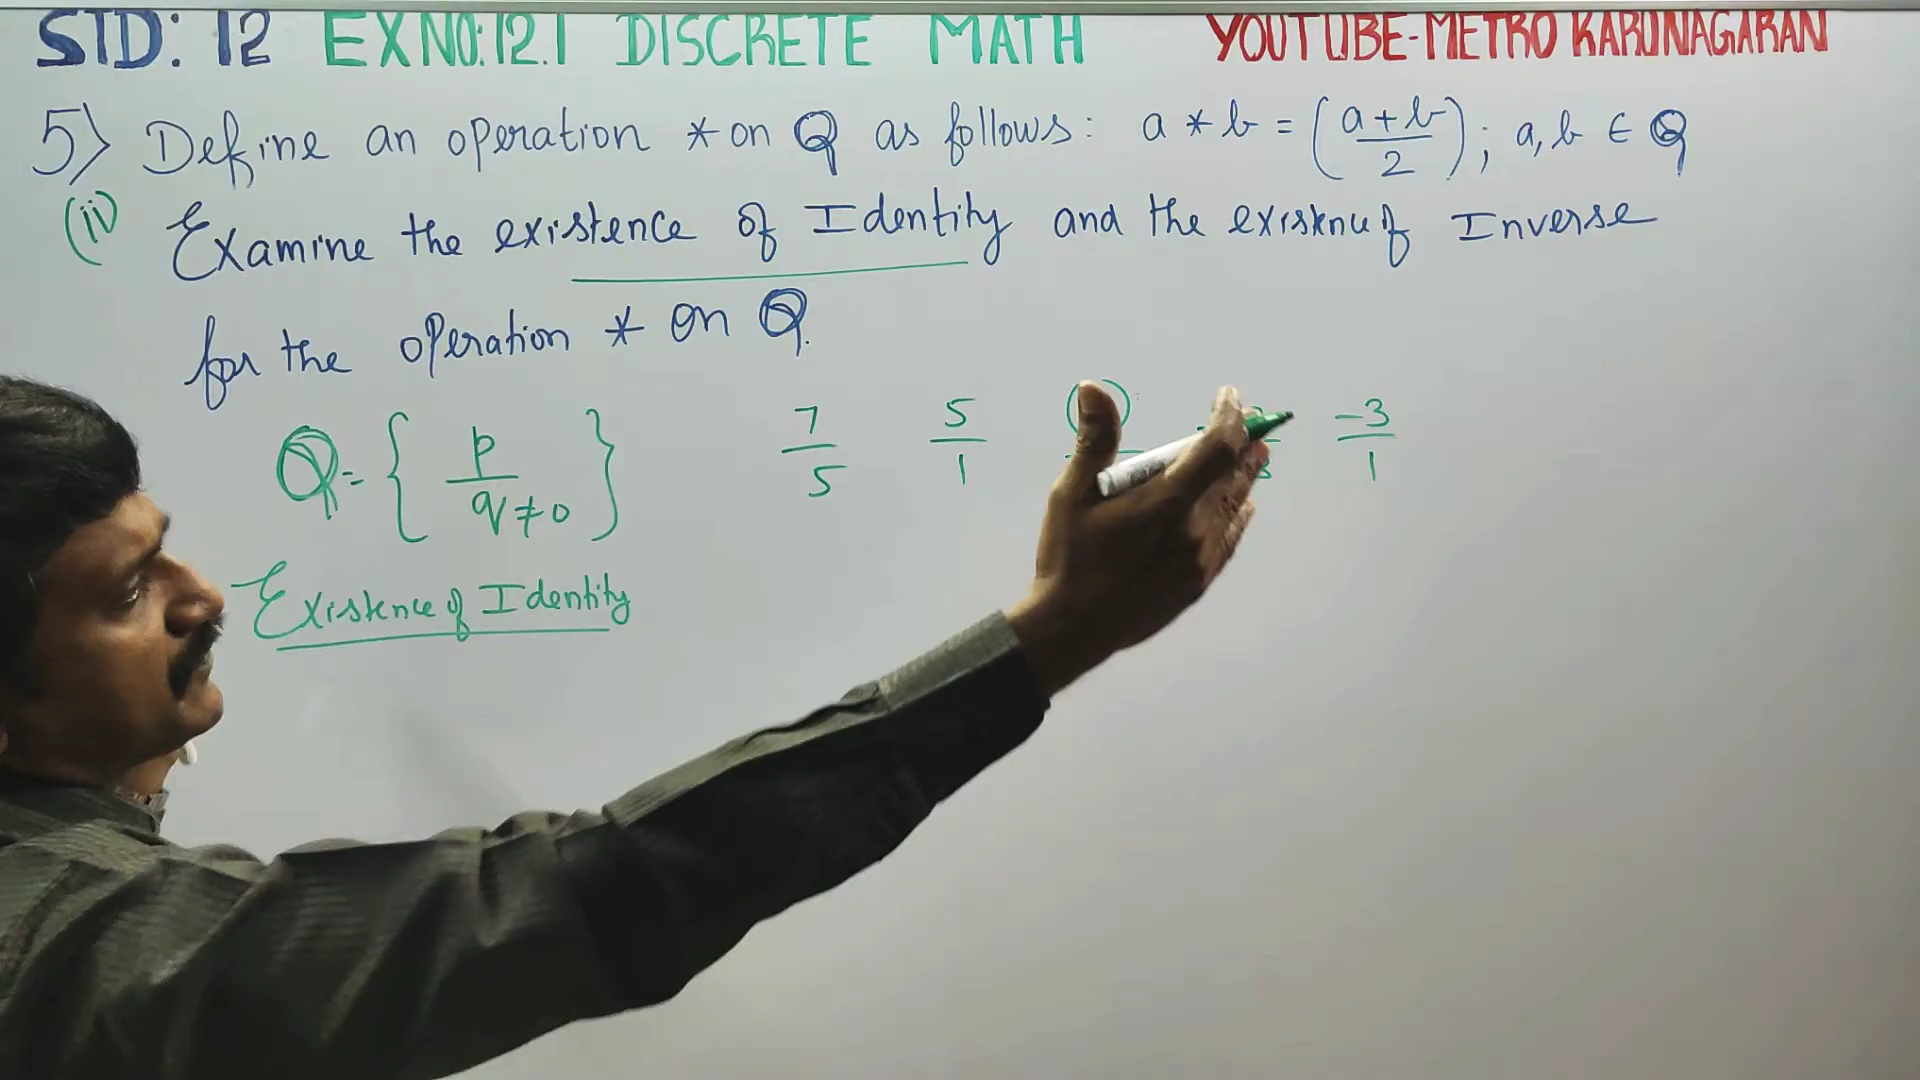 STD: 12 EX NO: 12.1 DISCRETE MATH YOUTUBE-METRO KARUNAGARAN
5) Define an operation * on Q as follows: a * b = (a+b/2); a, b ∈ Q
(ii) Examine the existence of Identity and the existence of Inverse
for the operation * on Q.
Q = { p/q≠0 } 7/5 5/1 -3/1
Existence of Identity